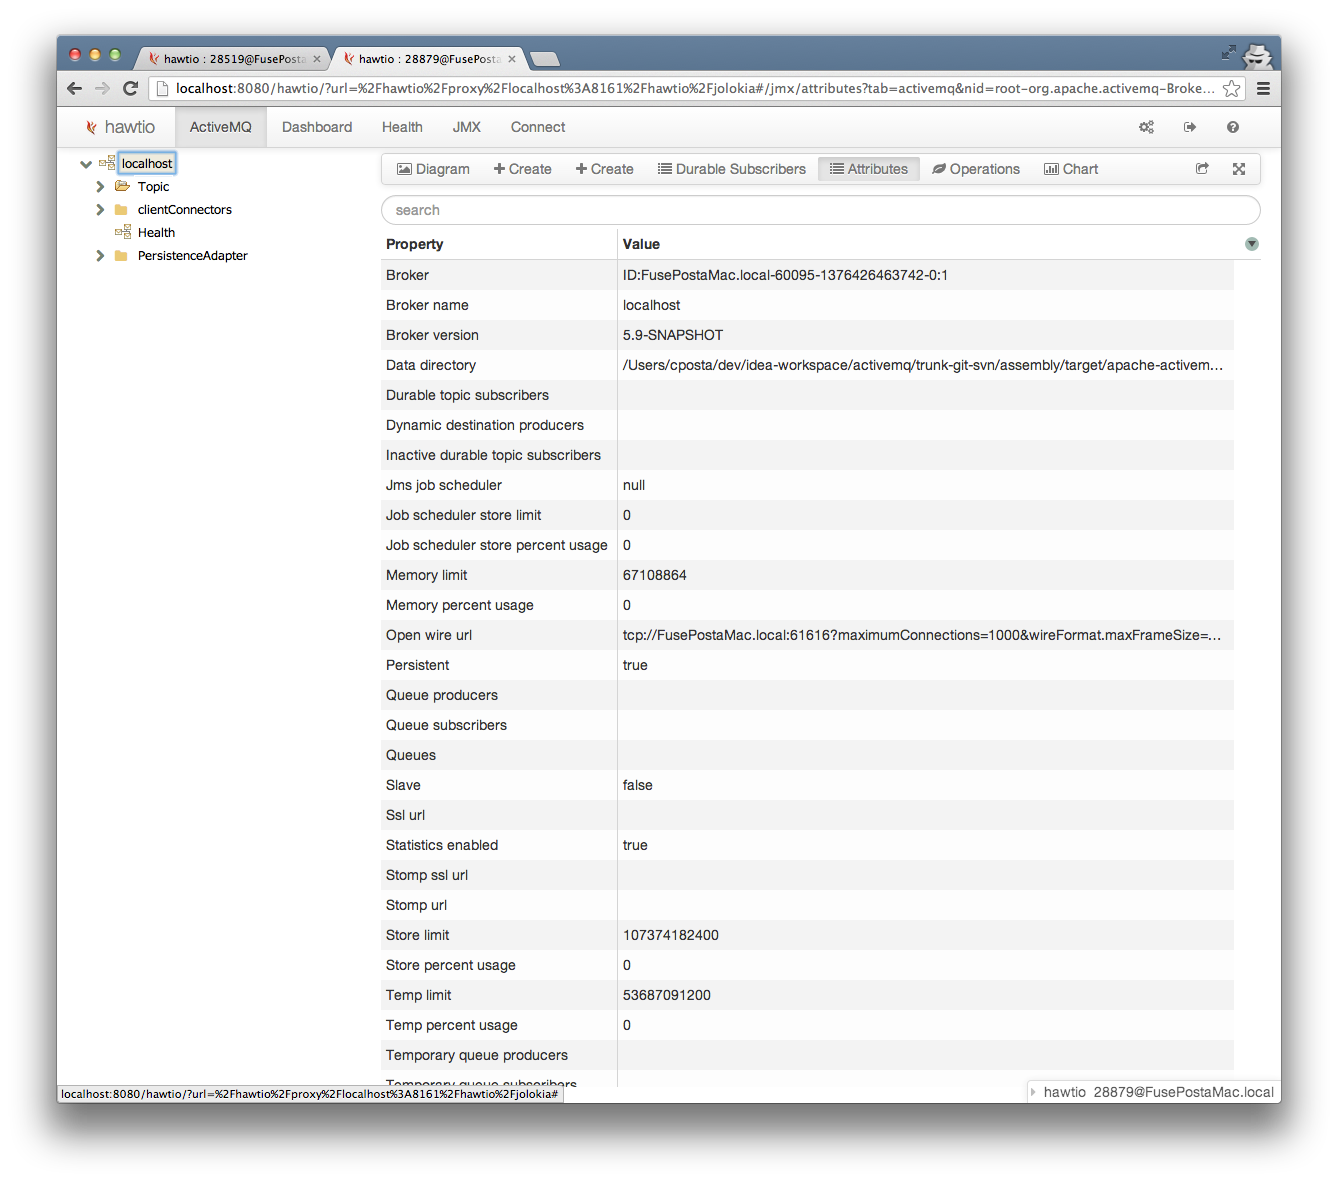 hawtio : 28519@FusePosta
hawtio : 28879@FusePosta
localhost:8080/hawtio/?url=%2Fhawtio%2Fproxy%2Flocalhost%3A8161%2Fhawtio%2Fjolokia#/jmx/attributes?tab=activemq&nid=root-org.apache.activemq-Broke...
hawtio ActiveMQ Dashboard Health JMX Connect
localhost
Topic
clientConnectors
Health
PersistenceAdapter
Diagram Create Create Durable Subscribers Attributes Operations Chart
search
Property Value
Broker ID:FusePostaMac.local-60095-1376426463742-0:1
Broker name localhost
Broker version 5.9-SNAPSHOT
Data directory /Users/cposta/dev/idea-workspace/activemq/trunk-git-svn/assembly/target/apache-activem...
Durable topic subscribers
Dynamic destination producers
Inactive durable topic subscribers
Jms job scheduler null
Job scheduler store limit 0
Job scheduler store percent usage 0
Memory limit 67108864
Memory percent usage 0
Open wire url tcp://FusePostaMac.local:61616?maximumConnections=1000&wireFormat.maxFrameSize=...
Persistent true
Queue producers
Queue subscribers
Queues
Slave false
Ssl url
Statistics enabled true
Stomp ssl url
Stomp url
Store limit 107374182400
Store percent usage 0
Temp limit 53687091200
Temp percent usage 0
Temporary queue producers
Temporary queue subscribers
localhost:8080/hawtio/?url=%2Fhawtio%2Fproxy%2Flocalhost%3A8161%2Fhawtio%2Fjolokia#
hawtio 28879@FusePostaMac.local